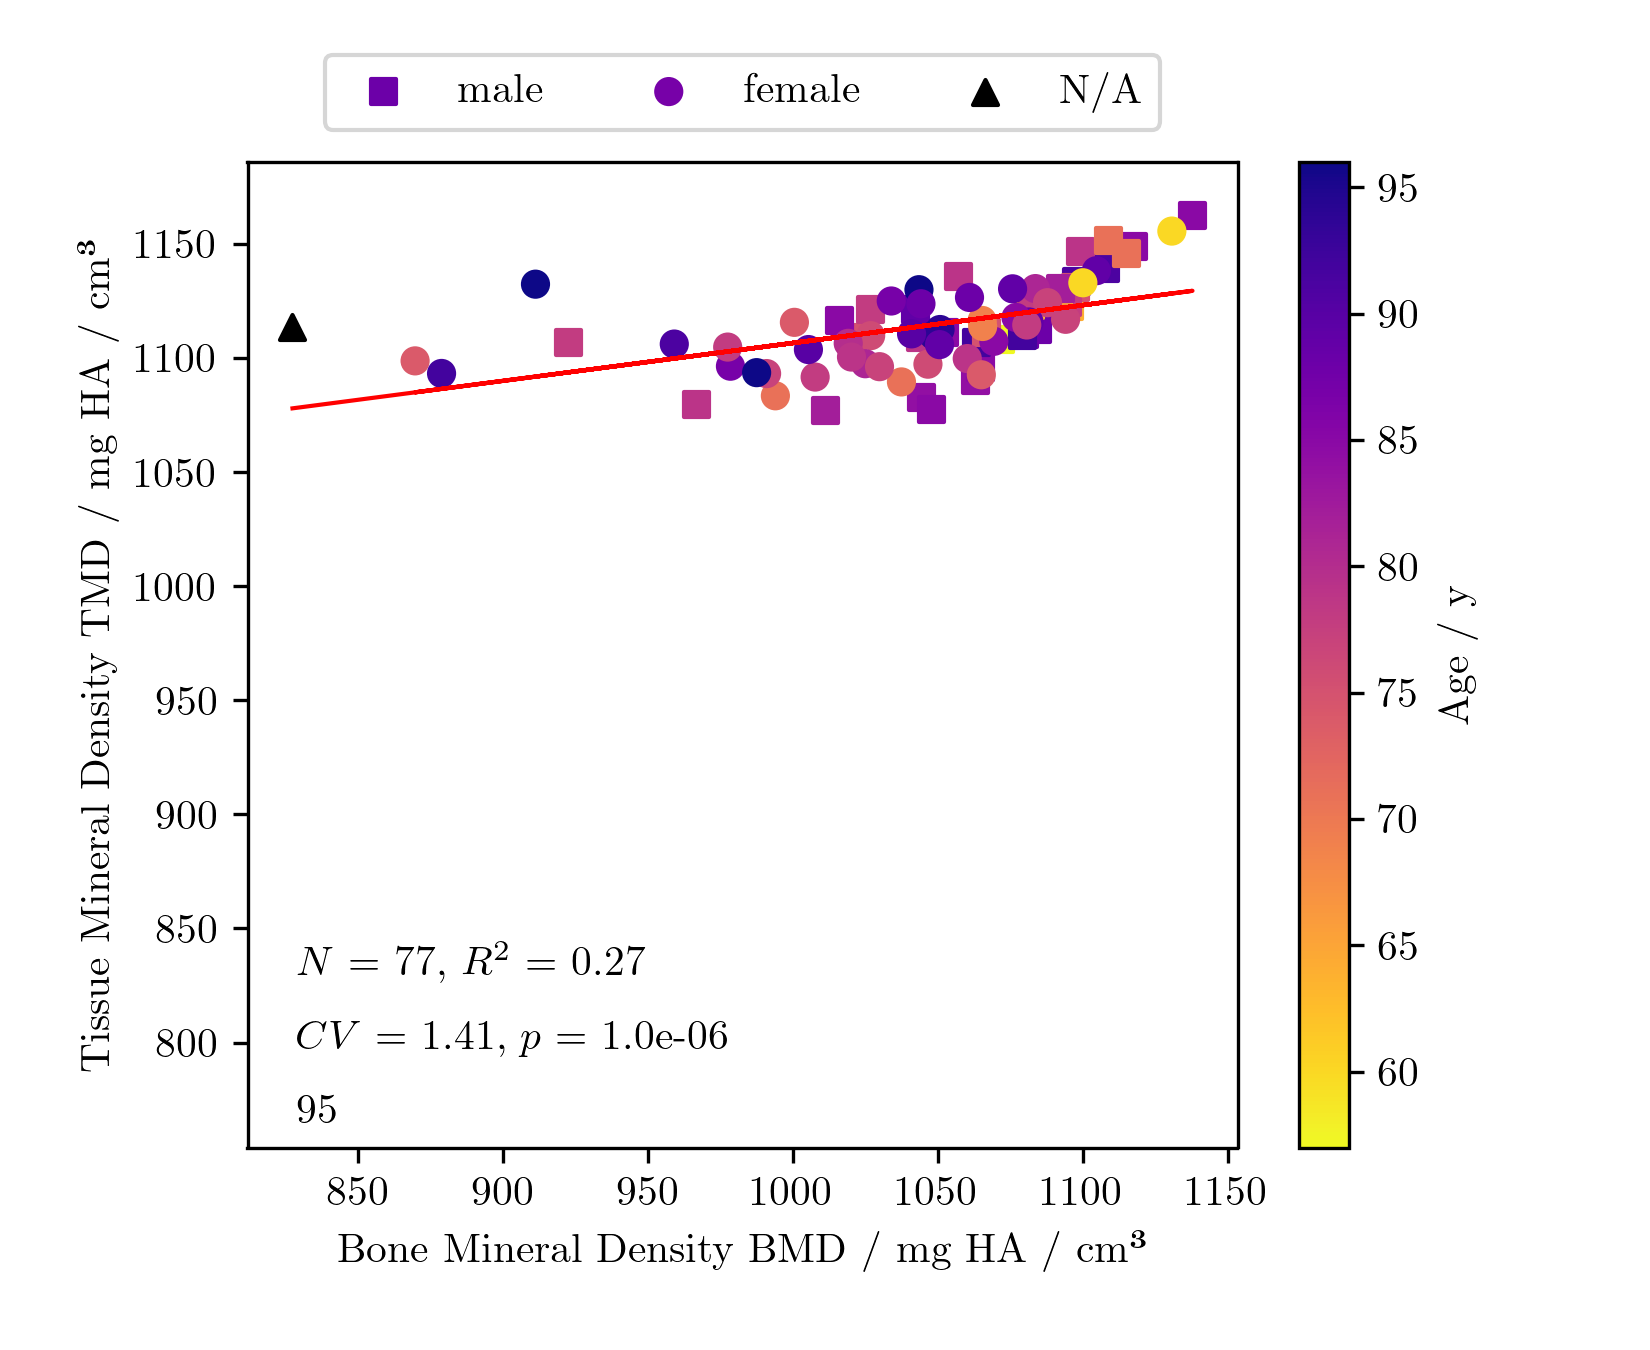 male female N/A
1150
1100
1050
1000
950
900
850
800
Tissue Mineral Density TMD / mg HA / cm³
N = 77, R² = 0.27
CV = 1.41, p = 1.0e-06
95
850 900 950 1000 1050 1100 1150
Bone Mineral Density BMD / mg HA / cm³
95
90
85
80
75
70
65
60
Age / y